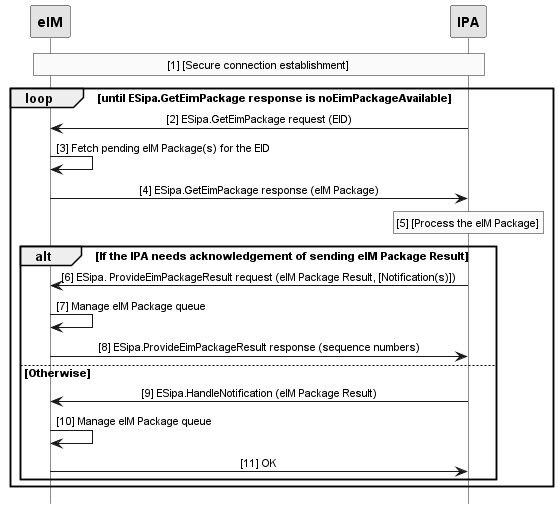 eIM
IPA
[1] [Secure connection establishment]
loop [until ESipa.GetEimPackage response is noEimPackageAvailable]
[2] ESipa.GetEimPackage request (EID)
[3] Fetch pending eIM Package(s) for the EID
[4] ESipa.GetEimPackage response (eIM Package)
[5] [Process the eIM Package]
alt [If the IPA needs acknowledgement of sending eIM Package Result]
[6] ESipa. ProvideEimPackageResult request (eIM Package Result, [Notification(s)])
[7] Manage eIM Package queue
[8] ESipa.ProvideEimPackageResult response (sequence numbers)
[Otherwise]
[9] ESipa.HandleNotification (eIM Package Result)
[10] Manage eIM Package queue
[11] OK